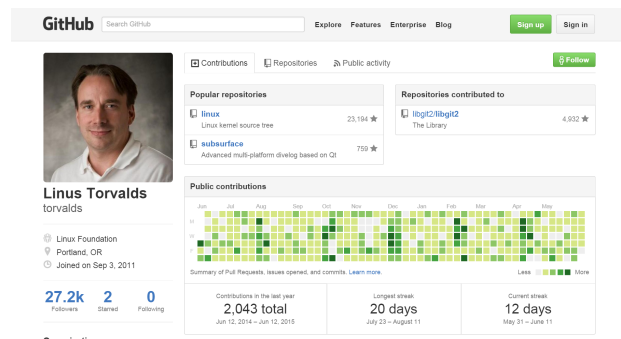 GitHub Search GitHub Explore Features Enterprise Blog Sign up Sign in
Contributions Repositories Public activity Follow
Popular repositories
linux
Linux kernel source tree
23,194
subsurface
Advanced multi-platform divelog based on Qt
759
Repositories contributed to
libgit2/libgit2
The Library
4,932
Linus Torvalds
torvalds
Linux Foundation
Portland, OR
Joined on Sep 3, 2011
27.2k 2 0
Followers Starred Following
Public contributions
Jun Jul Aug Sep Oct Nov Dec Jan Feb Mar Apr May
M
W
F
Summary of Pull Requests, issues opened, and commits. Learn more. Less More
Contributions in the last year
2,043 total
Jun 12, 2014 – Jun 12, 2015
Longest streak
20 days
July 23 – August 11
Current streak
12 days
May 31 – June 11